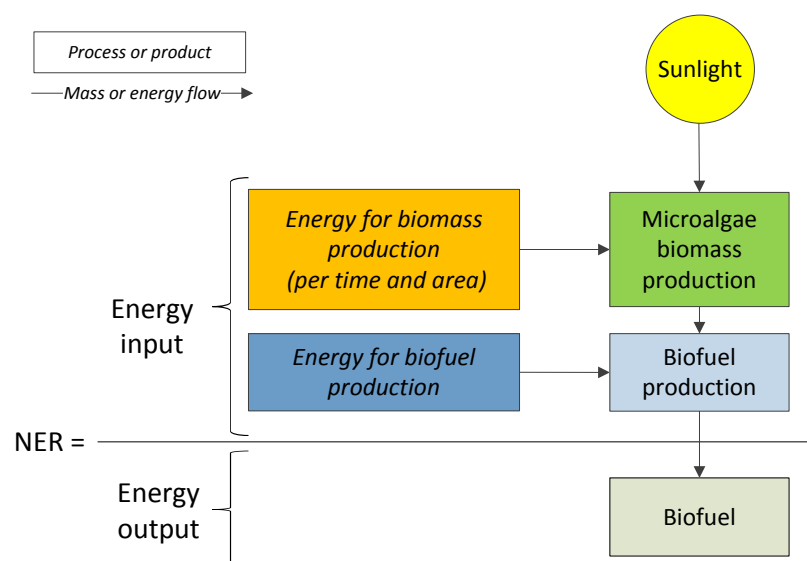 Process or product
Mass or energy flow
Sunlight
Energy for biomass
production
(per time and area)
Microalgae
biomass
production
Energy
input
Energy for biofuel
production
Biofuel
production
NER =
Energy
output
Biofuel